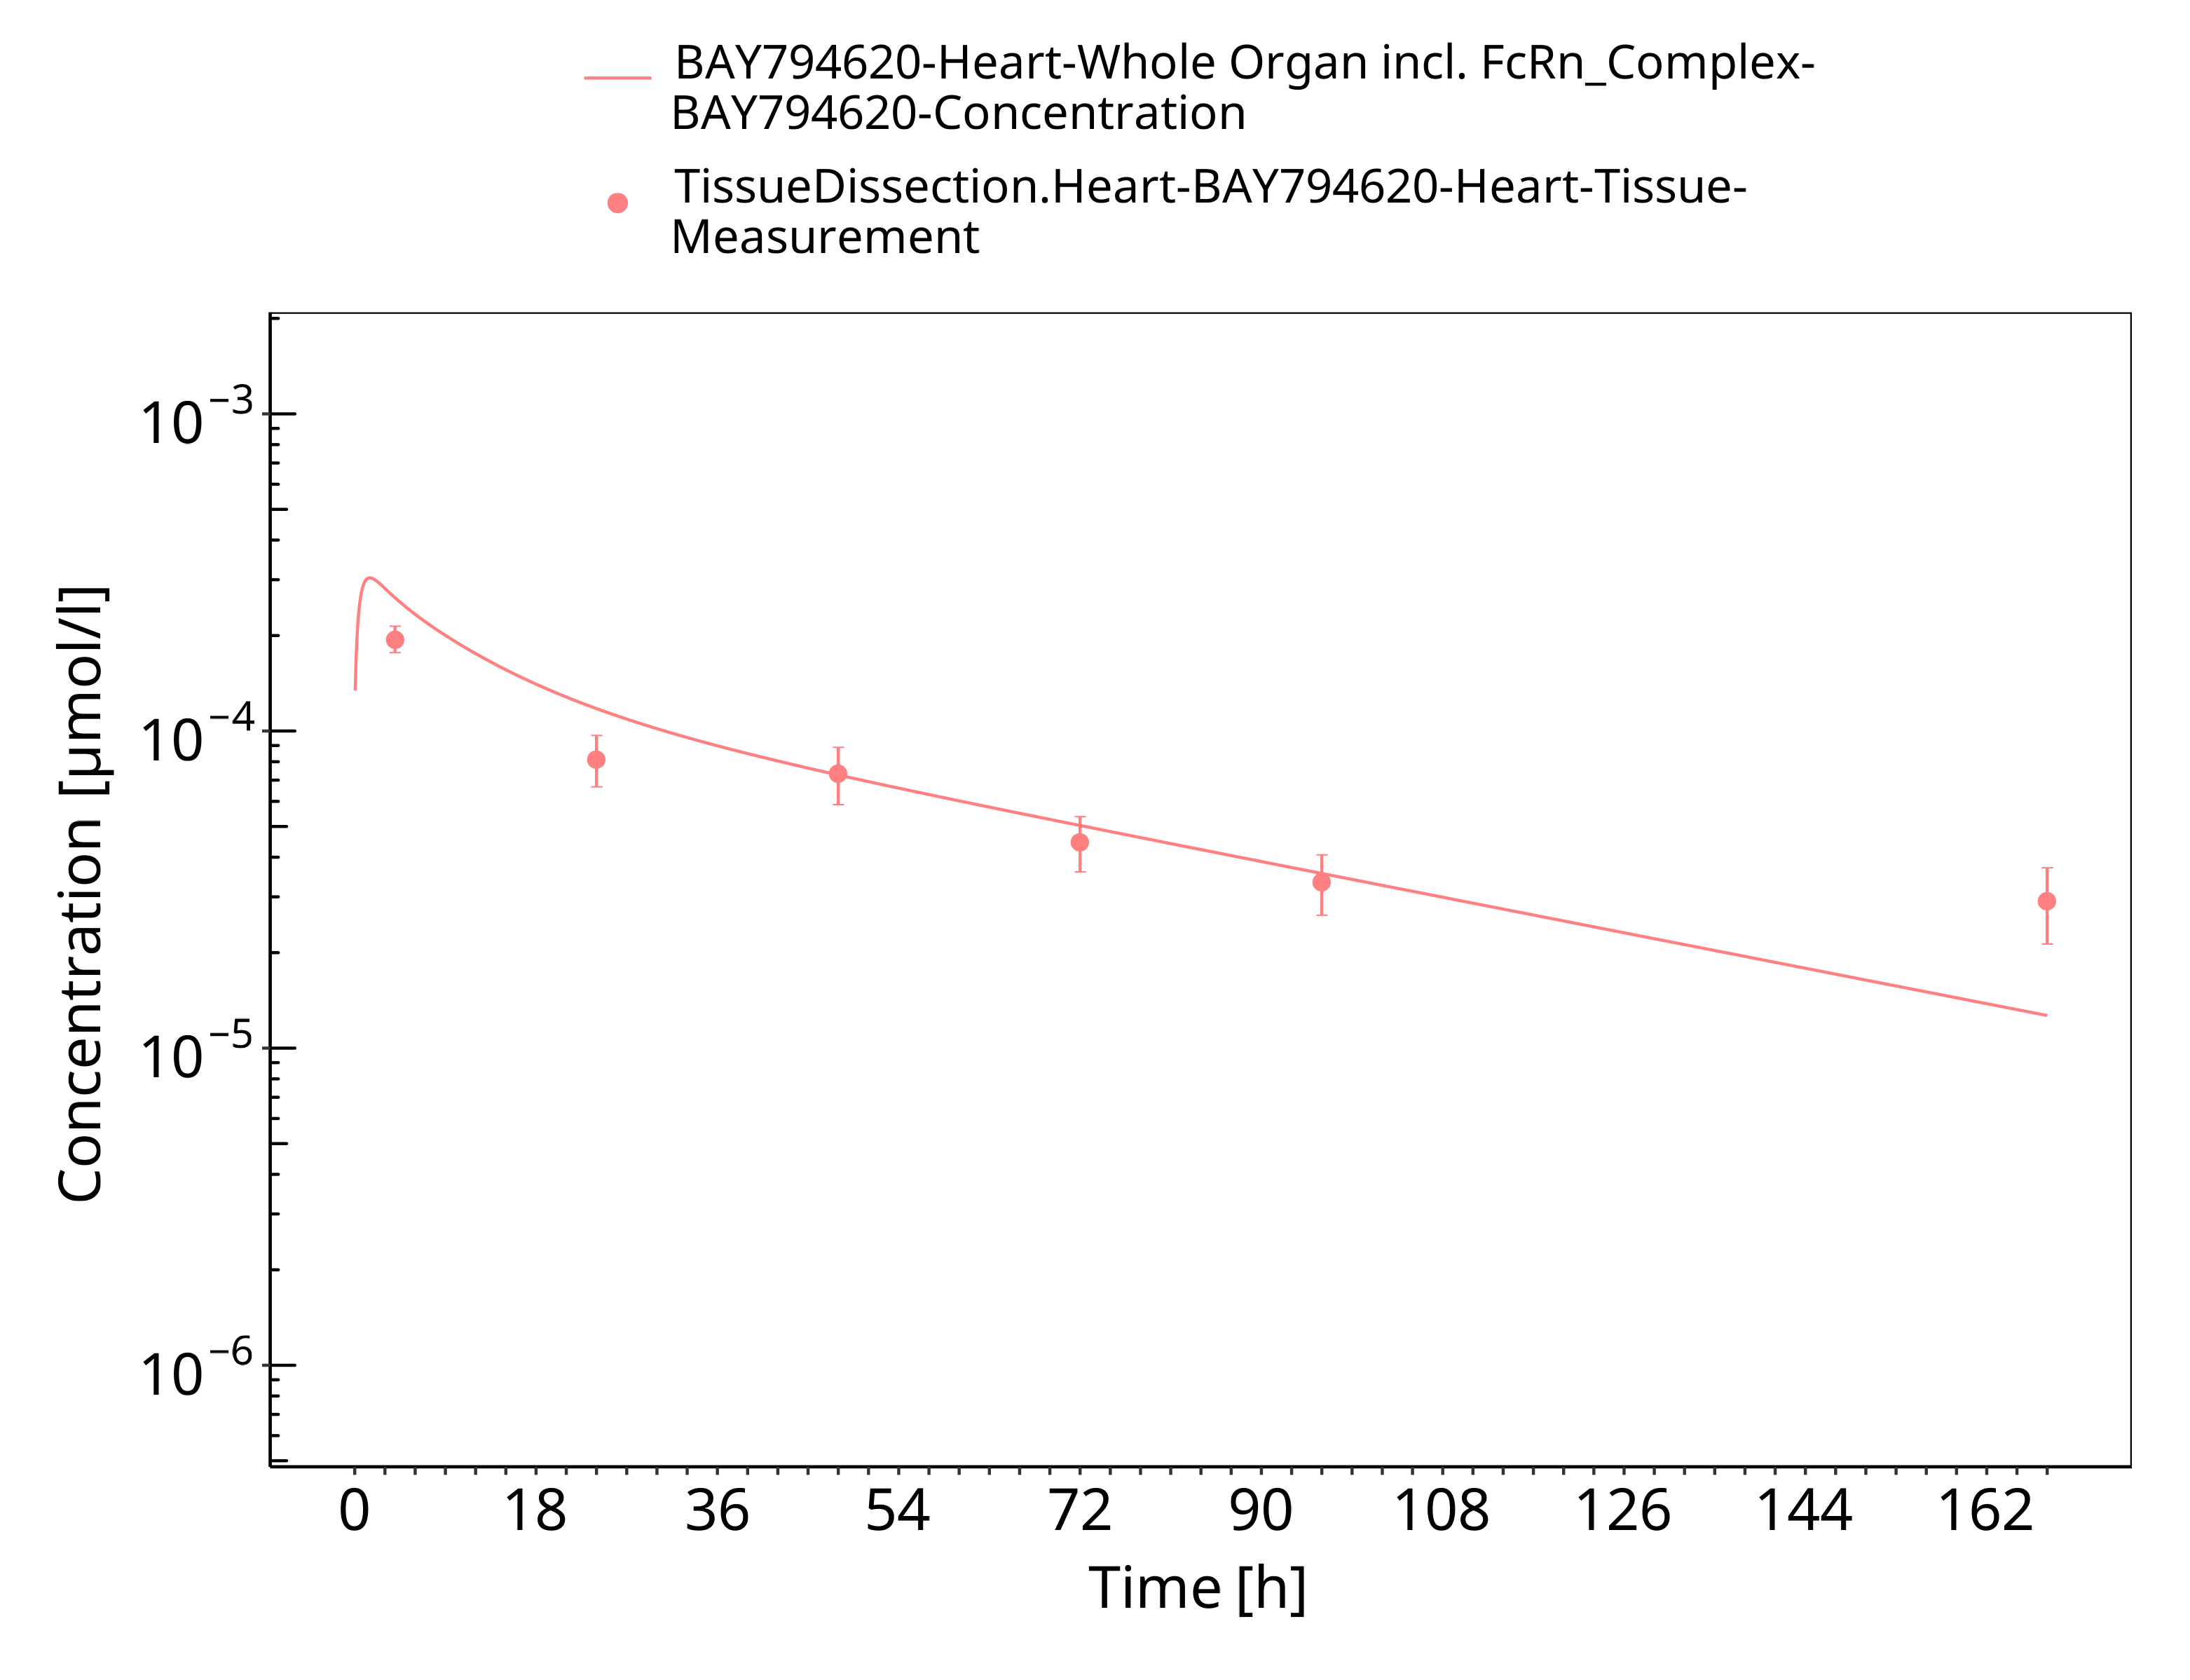 BAY794620-Heart-Whole Organ incl. FcRn_Complex-
BAY794620-Concentration
TissueDissection.Heart-BAY794620-Heart-Tissue-
Measurement
Concentration [µmol/l]
10⁻³
10⁻⁴
10⁻⁵
10⁻⁶
0 18 36 54 72 90 108 126 144 162
Time [h]